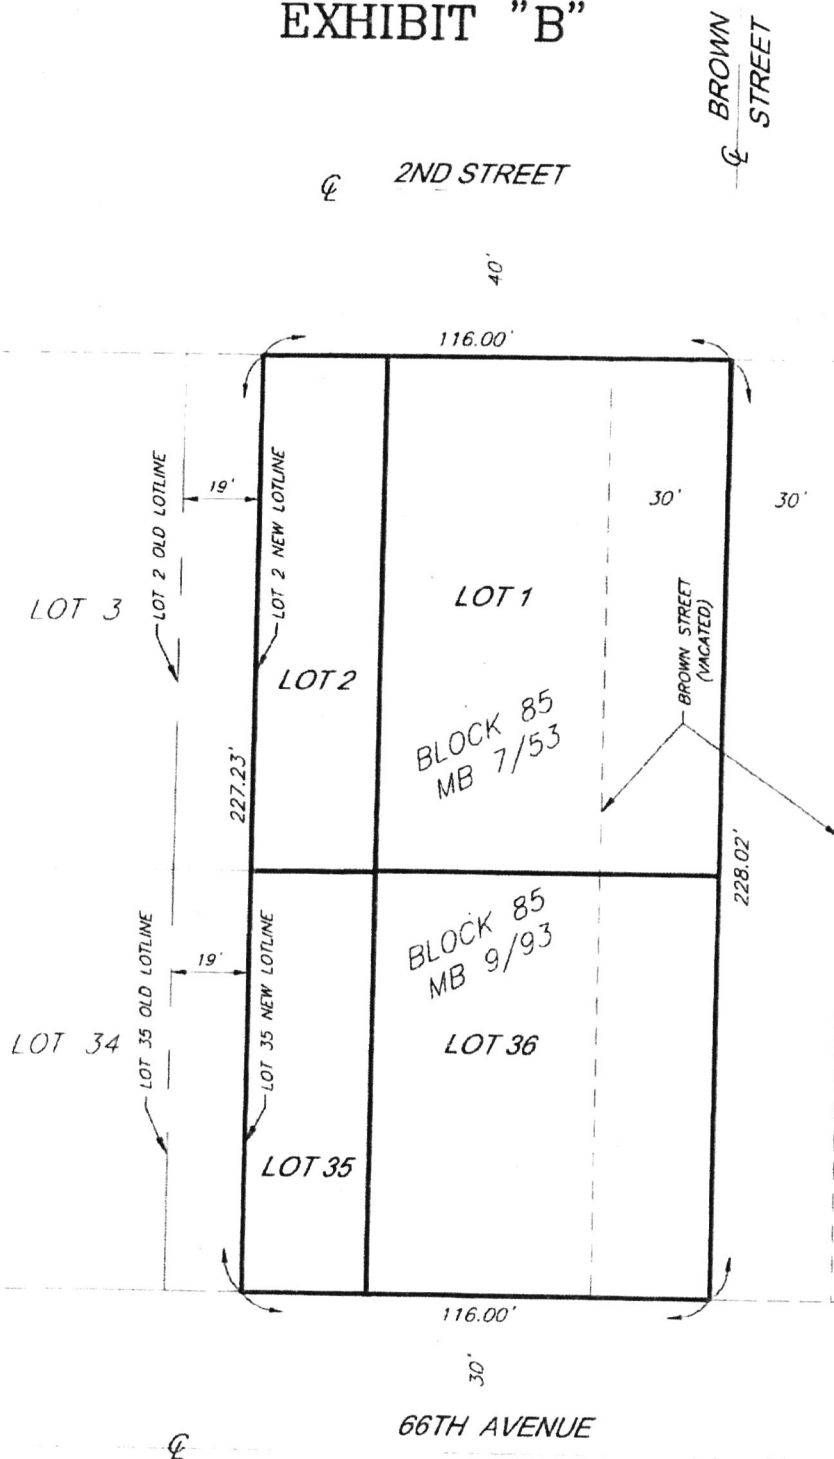 EXHIBIT "B"
BROWN
STREET
℄
℄ 2ND STREET
40'
116.00'
LOT 2 OLD LOTLINE
19'
LOT 2 NEW LOTLINE
30'
30'
LOT 3
LOT 1
BROWN STREET
(VACATED)
LOT 2
BLOCK 85
MB 7/53
227.23'
228.02'
BLOCK 85
MB 9/93
LOT 35 OLD LOTLINE
19'
LOT 35 NEW LOTLINE
LOT 34
LOT 36
LOT 35
116.00'
30'
66TH AVENUE
℄